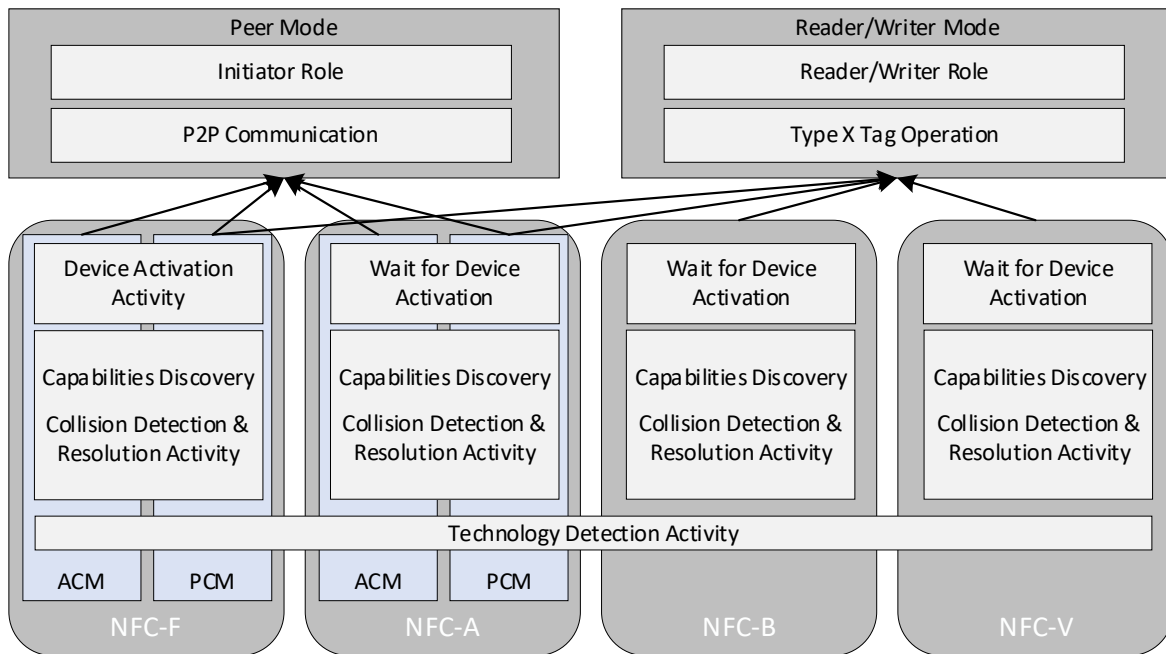 Peer Mode
Initiator Role
P2P Communication
Reader/Writer Mode
Reader/Writer Role
Type X Tag Operation
Device Activation
Activity
Capabilities Discovery
Collision Detection &
Resolution Activity
Wait for Device
Activation
Capabilities Discovery
Collision Detection &
Resolution Activity
Wait for Device
Activation
Capabilities Discovery
Collision Detection &
Resolution Activity
Wait for Device
Activation
Capabilities Discovery
Collision Detection &
Resolution Activity
Technology Detection Activity
ACM
PCM
ACM
PCM
NFC-F
NFC-A
NFC-B
NFC-V